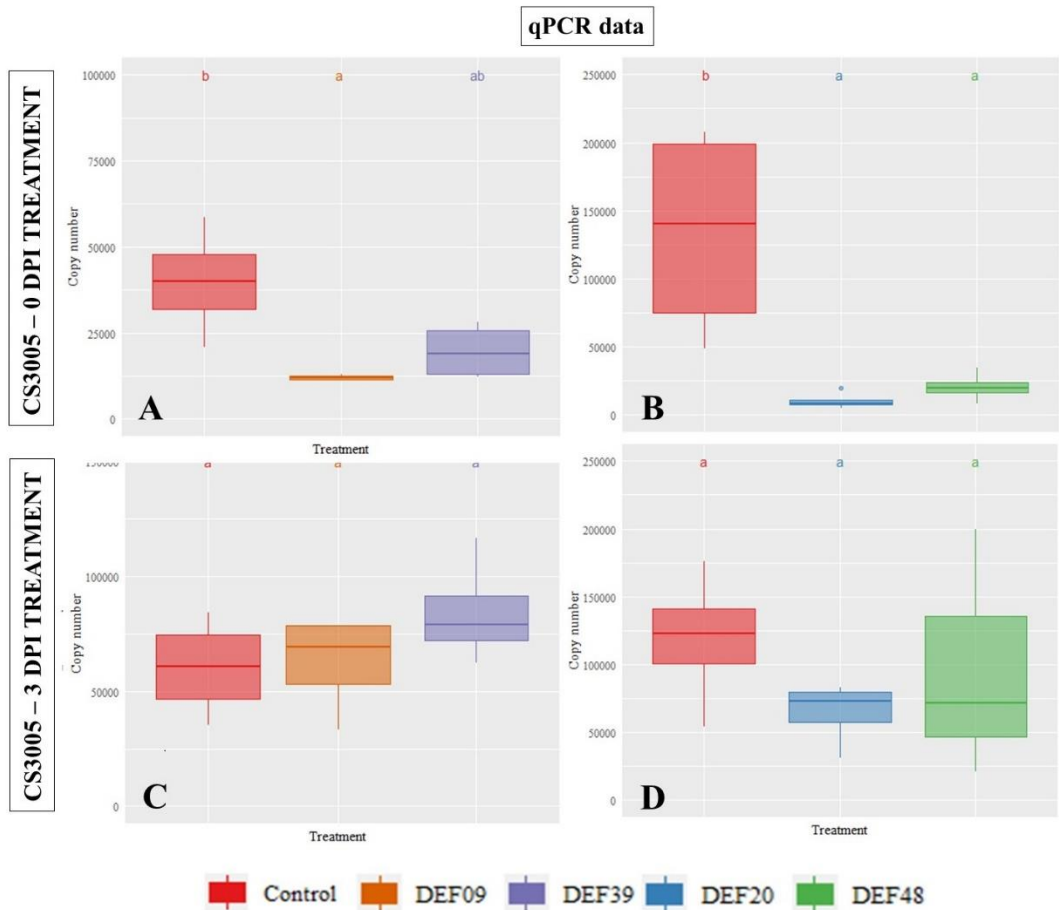 qPCR data
CS3005 – 0 DPI TREATMENT
100000
75000
50000
25000
0
Copy number
b a ab
A
Treatment
250000
200000
150000
100000
50000
0
Copy number
b a a
B
CS3005 – 3 DPI TREATMENT
150000
100000
50000
0
Copy number
a a a
C
Treatment
250000
200000
150000
100000
50000
0
Copy number
a a a
D
Treatment
Control DEF09 DEF39 DEF20 DEF48